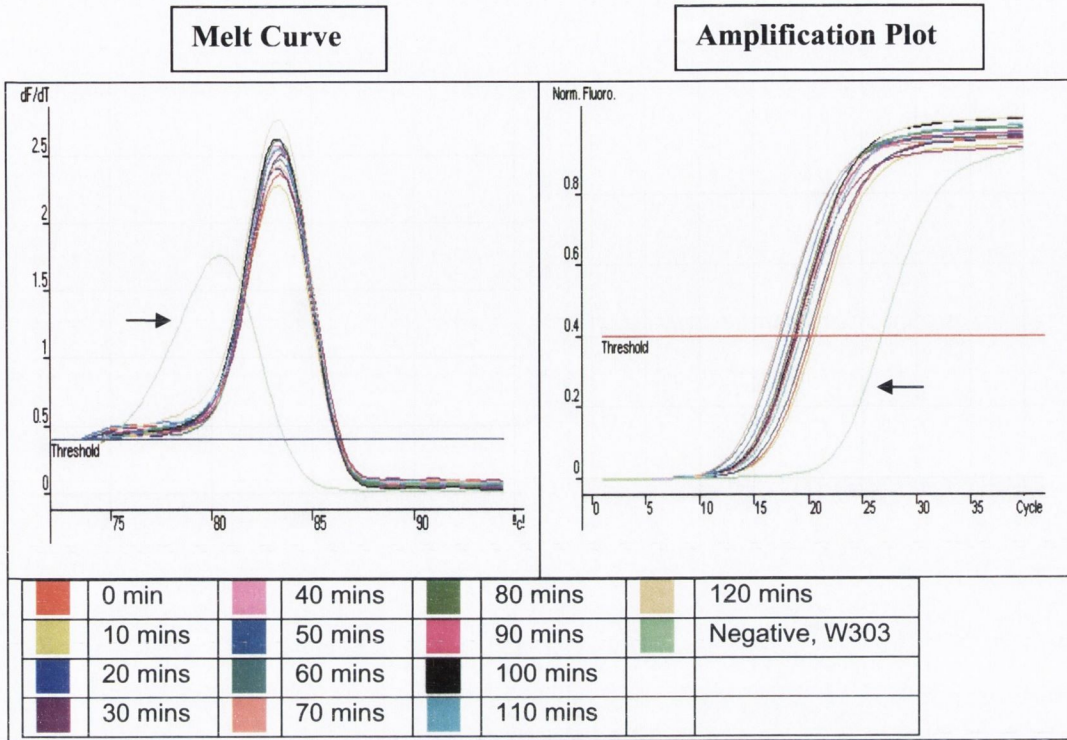 Melt Curve
Amplification Plot
dF/dT
2.5
2
1.5
1
0.5
Threshold
0
75
80
85
90
°c
Norm. Fluoro.
0.8
0.6
0.4
Threshold
0.2
0
0
5
10
15
20
25
30
35
Cycle
0 min
40 mins
80 mins
120 mins
10 mins
50 mins
90 mins
Negative, W303
20 mins
60 mins
100 mins
30 mins
70 mins
110 mins